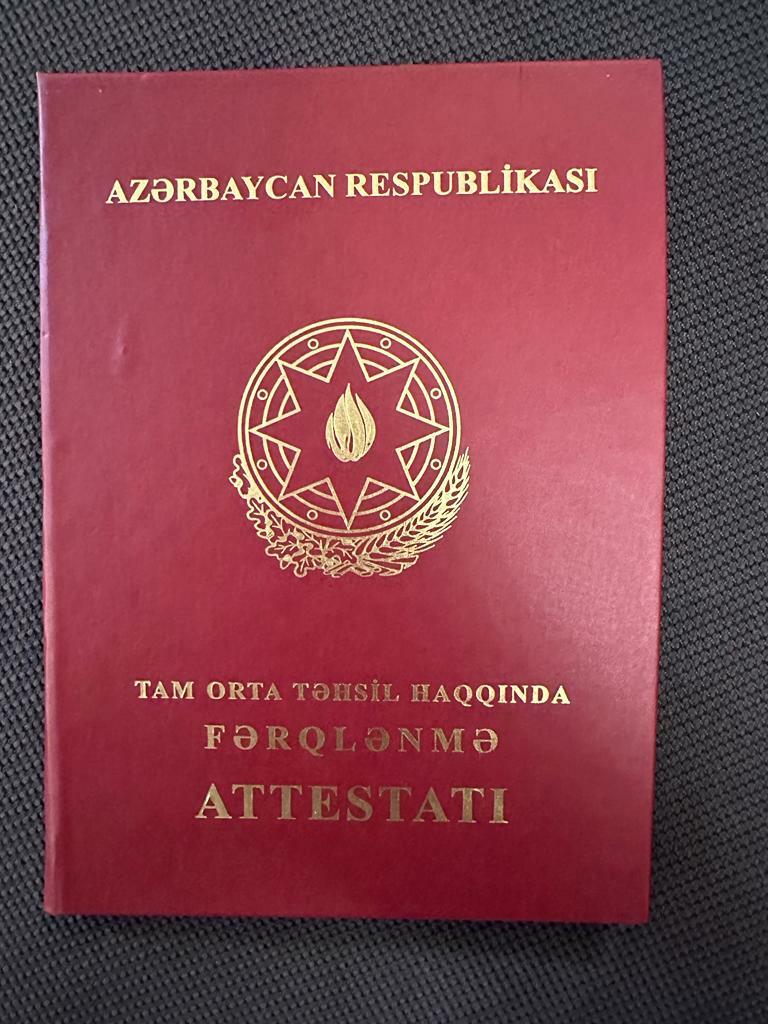 AZƏRBAYCAN RESPUBLİKASI
TAM ORTA TƏHSİL HAQQINDA
FƏRQLƏNMƏ
ATTESTATI